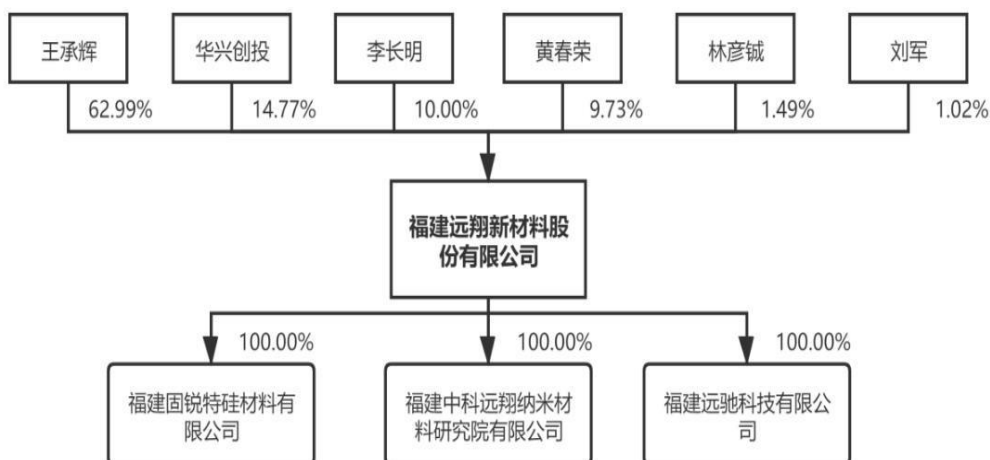 王承辉
华兴创投
李长明
黄春荣
林彦铖
刘军
62.99%
14.77%
10.00%
9.73%
1.49%
1.02%
福建远翔新材料股
份有限公司
100.00%
100.00%
100.00%
福建固锐特硅材料有
限公司
福建中科远翔纳米材
料研究院有限公司
福建远驰科技有限公
司